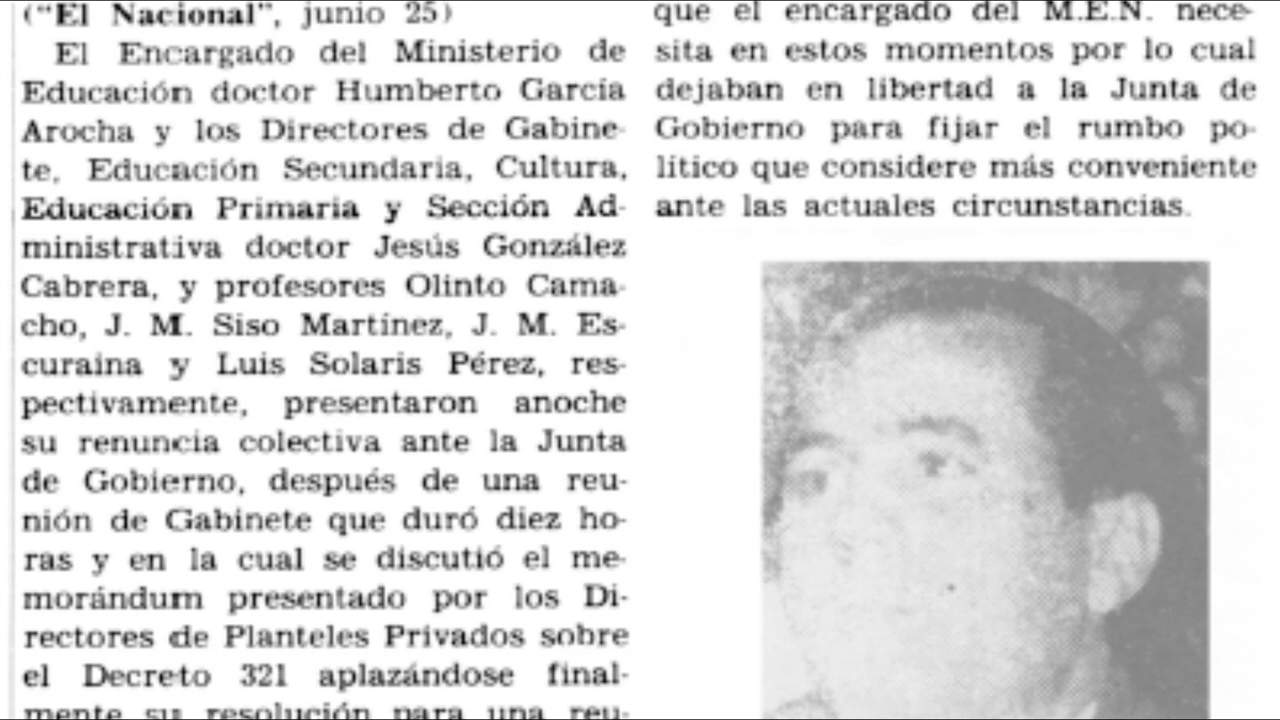 ("El Nacional", junio 25)
El Encargado del Ministerio de
Educación doctor Humberto García
Arocha y los Directores de Gabine-
te, Educación Secundaria, Cultura,
Educación Primaria y Sección Ad-
ministrativa doctor Jesús González
Cabrera, y profesores Olinto Cama-
cho, J. M. Siso Martínez, J. M. Es-
curaina y Luis Solaris Pérez, res-
pectivamente, presentaron anoche
su renuncia colectiva ante la Junta
de Gobierno, después de una reu-
nión de Gabinete que duró diez ho-
ras y en la cual se discutió el me-
morándum presentado por los Di-
rectores de Planteles Privados sobre
el Decreto 321 aplazándose final-
mente su resolución para una reu-
que el encargado del M.E.N. nece-
sita en estos momentos por lo cual
dejaban en libertad a la Junta de
Gobierno para fijar el rumbo po-
lítico que considere más conveniente
ante las actuales circunstancias.